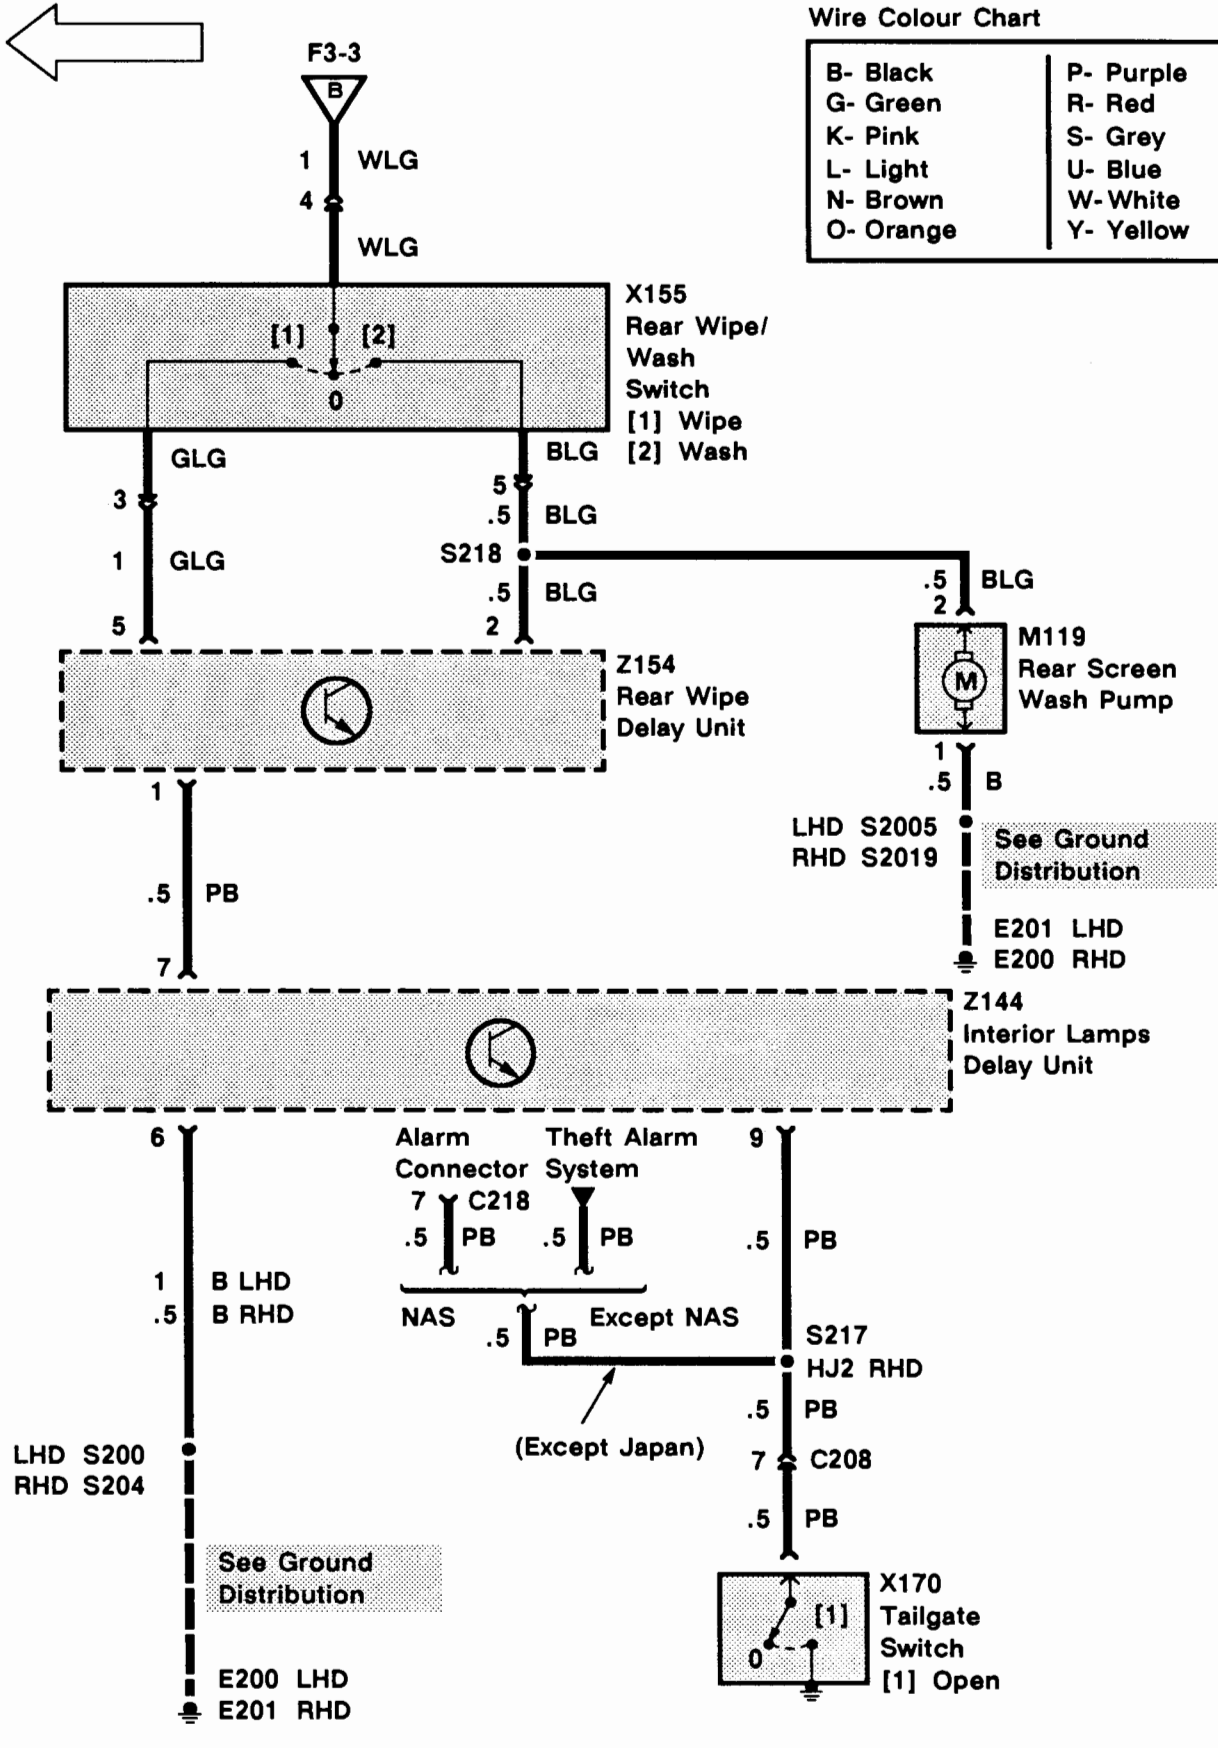 Wire Colour Chart
B- Black
G- Green
K- Pink
L- Light
N- Brown
O- Orange
P- Purple
R- Red
S- Grey
U- Blue
W- White
Y- Yellow
F3-3
B
1 WLG
4
WLG
X155
Rear Wipe/
Wash
Switch
[1] Wipe
[2] Wash
[1] [2]
0
GLG
BLG
3
5
.5 BLG
1 GLG
S218
.5 BLG
5
2
.5 BLG
2
M119
Rear Screen
Wash Pump
M
Z154
Rear Wipe
Delay Unit
1
1
.5 B
LHD S2005
RHD S2019
See Ground
Distribution
.5 PB
E201 LHD
E200 RHD
7
Z144
Interior Lamps
Delay Unit
6
Alarm
Connector
7 C218
.5 PB
Theft Alarm
System
.5 PB
9
.5 PB
1 B LHD
.5 B RHD
NAS
Except NAS
.5 PB
S217
HJ2 RHD
(Except Japan)
.5 PB
7 C208
LHD S200
RHD S204
.5 PB
See Ground
Distribution
X170
Tailgate
Switch
[1] Open
[1]
0
E200 LHD
E201 RHD